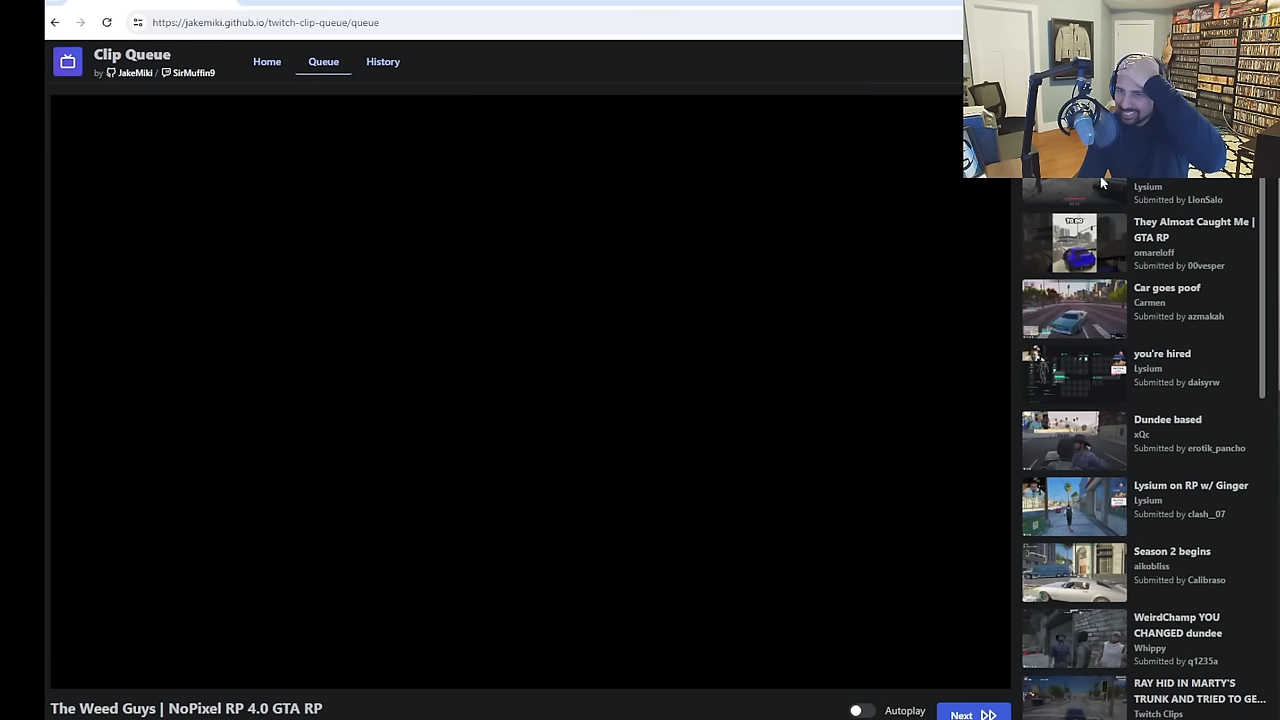 https://jakemiki.github.io/twitch-clip-queue/queue
Clip Queue
by JakeMiki / SirMuffin9
Home
Queue
History
Lysium
Submitted by LionSalo
TO DO
They Almost Caught Me |
GTA RP
omareloff
Submitted by 00vesper
Car goes poof
Carmen
Submitted by azmakah
you're hired
Lysium
Submitted by daisyrw
Dundee based
xQc
Submitted by erotik_pancho
Lysium on RP w/ Ginger
Lysium
Submitted by clash__07
Season 2 begins
aikobliss
Submitted by Calibraso
WeirdChamp YOU
CHANGED dundee
Whippy
Submitted by q1235a
RAY HID IN MARTY'S
TRUNK AND TRIED TO GE...
Twitch Clips
The Weed Guys | NoPixel RP 4.0 GTA RP
Autoplay
Next